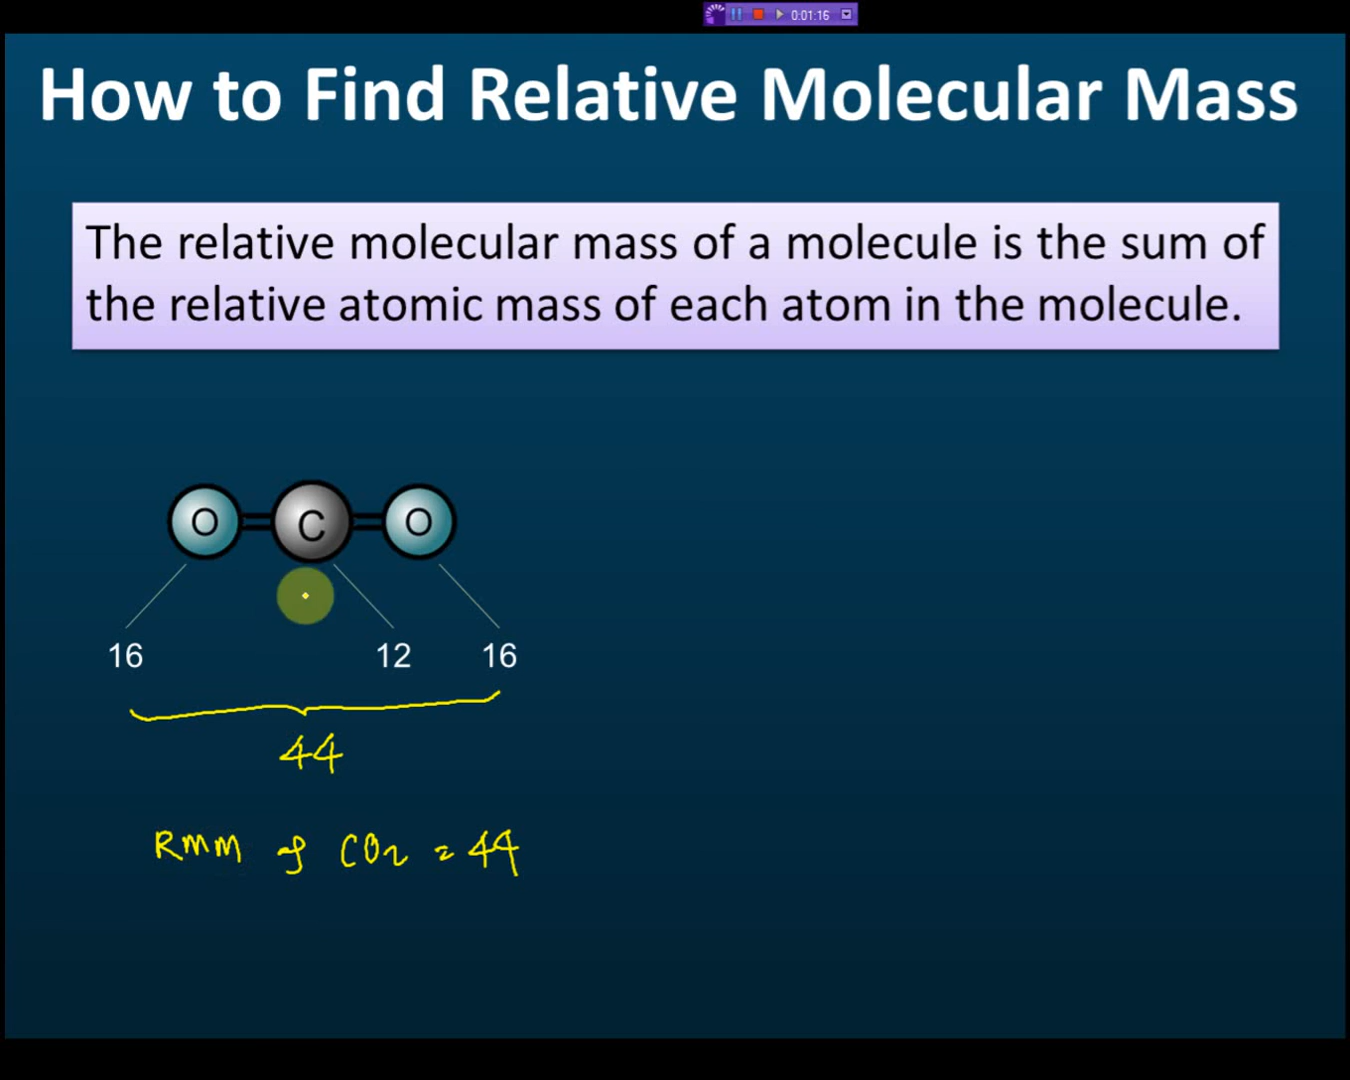 0:01:16
How to Find Relative Molecular Mass
The relative molecular mass of a molecule is the sum of
the relative atomic mass of each atom in the molecule.
O C O
16 12 16
44
RMM of CO2 = 44